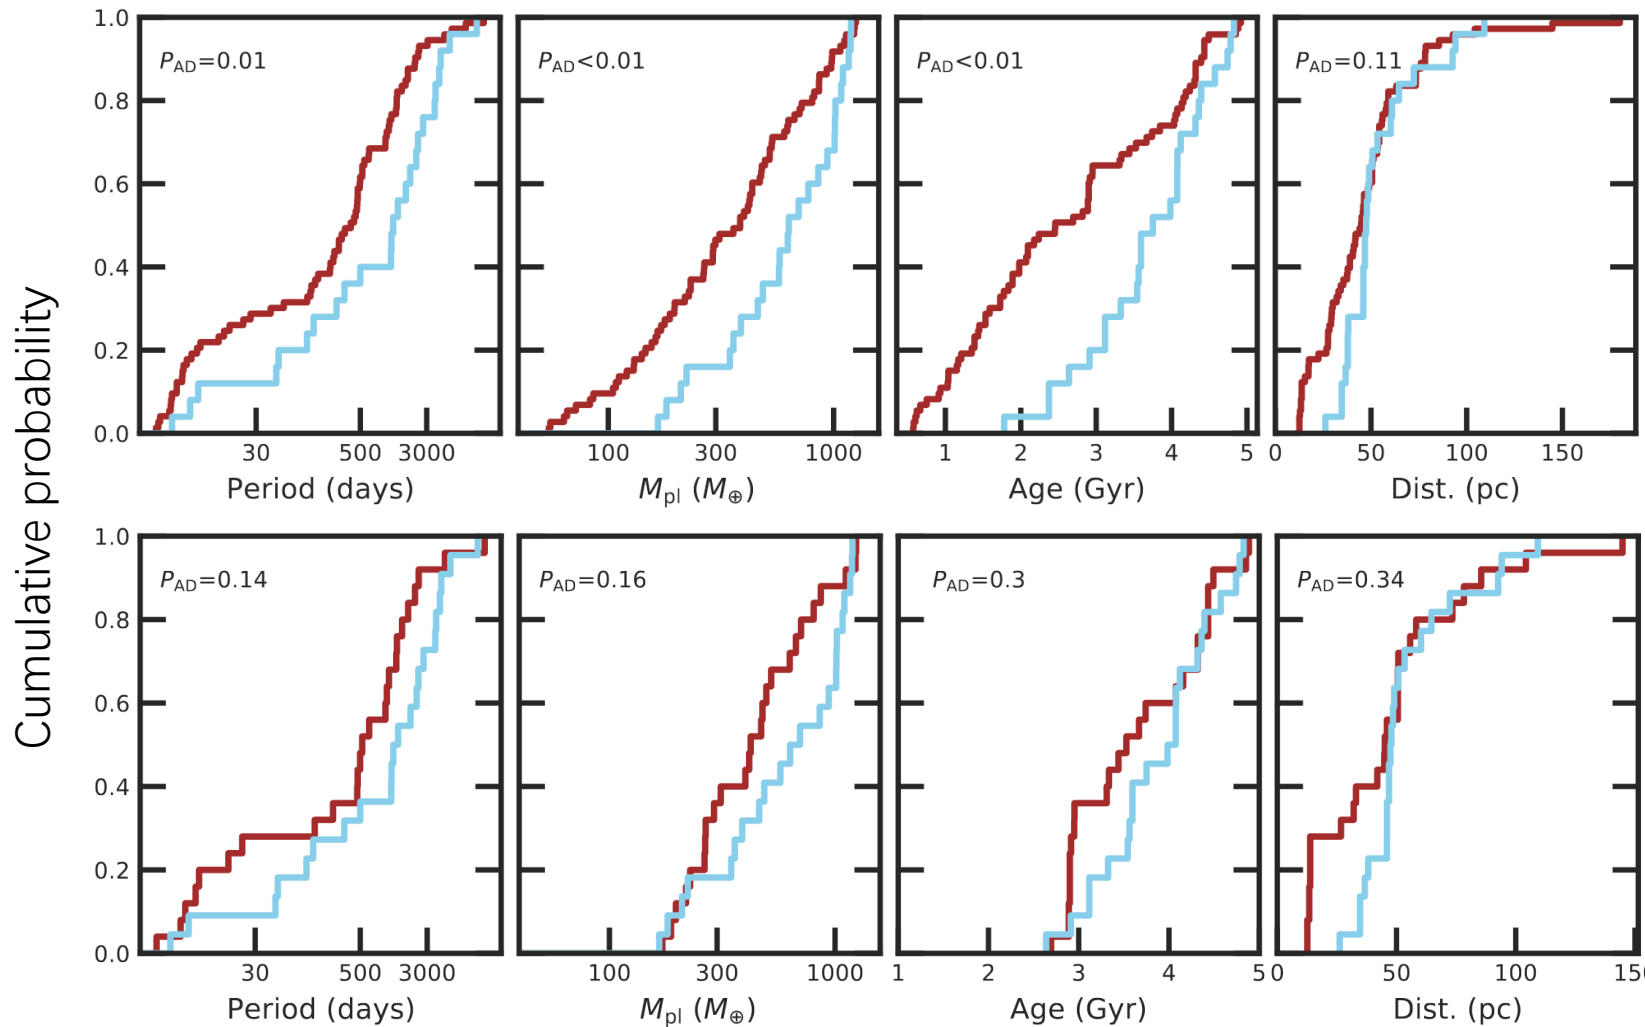 Cumulative probability
1.0
0.8
0.6
0.4
0.2
0.0
P_AD=0.01
30 500 3000
Period (days)
P_AD<0.01
100 300 1000
M_pl (M_⊕)
P_AD<0.01
1 2 3 4 5
Age (Gyr)
P_AD=0.11
0 50 100 150
Dist. (pc)
1.0
0.8
0.6
0.4
0.2
0.0
P_AD=0.14
30 500 3000
Period (days)
P_AD=0.16
100 300 1000
M_pl (M_⊕)
P_AD=0.3
1 2 3 4 5
Age (Gyr)
P_AD=0.34
0 50 100
Dist. (pc)